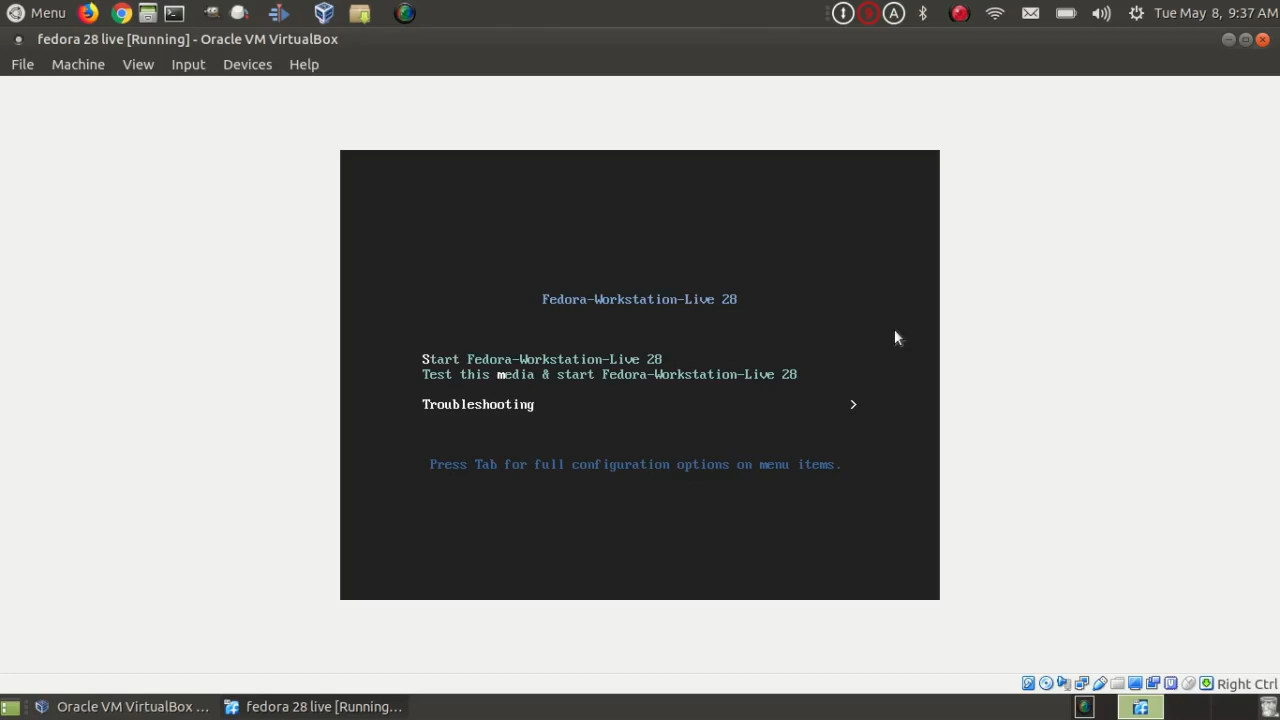 Menu
Tue May 8, 9:37 AM
fedora 28 live [Running] - Oracle VM VirtualBox
File Machine View Input Devices Help
Fedora-Workstation-Live 28
Start Fedora-Workstation-Live 28
Test this media & start Fedora-Workstation-Live 28
Troubleshooting >
Press Tab for full configuration options on menu items.
Right Ctrl
Oracle VM VirtualBox ... fedora 28 live [Running...